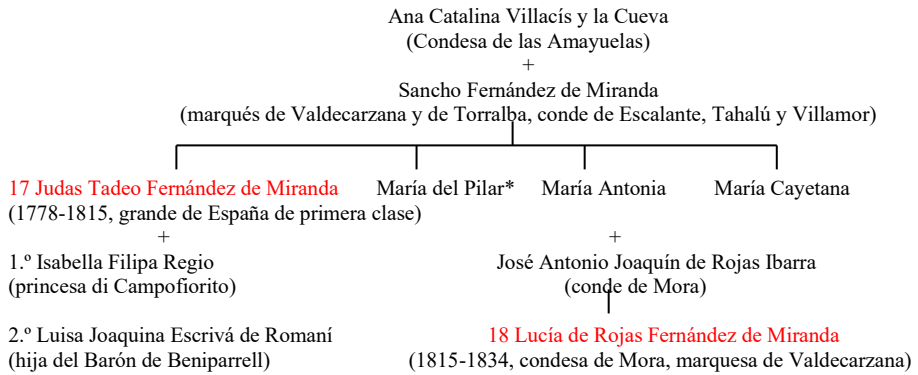 Ana Catalina Villacís y la Cueva
(Condesa de las Amayuelas)
+
Sancho Fernández de Miranda
(marqués de Valdecarzana y de Torralba, conde de Escalante, Tahalú y Villamor)
17 Judas Tadeo Fernández de Miranda María del Pilar* María Antonia María Cayetana
(1778-1815, grande de España de primera clase)
+ +
1.º Isabella Filipa Regio José Antonio Joaquín de Rojas Ibarra
(princesa di Campofiorito) (conde de Mora)
2.º Luisa Joaquina Escrivá de Romaní 18 Lucía de Rojas Fernández de Miranda
(hija del Barón de Beniparrell) (1815-1834, condesa de Mora, marquesa de Valdecarzana)